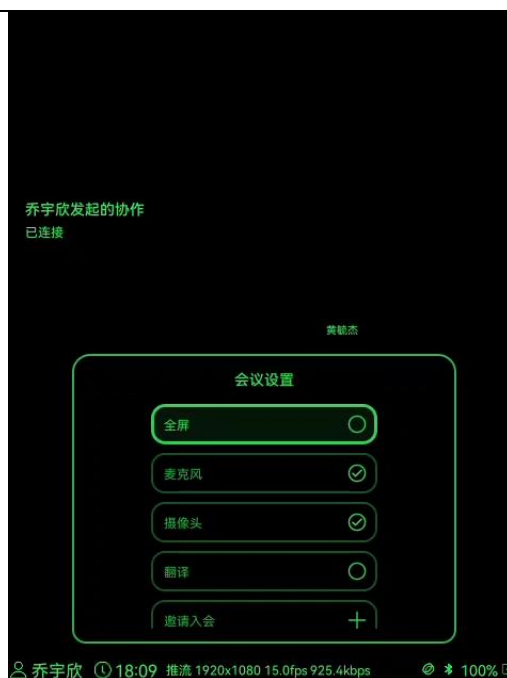 乔宇欣发起的协作
已连接
黄毓杰
会议设置
全屏
麦克风
摄像头
翻译
邀请入会
乔宇欣 18:09 推流 1920x1080 15.0fps 925.4kbps 100%